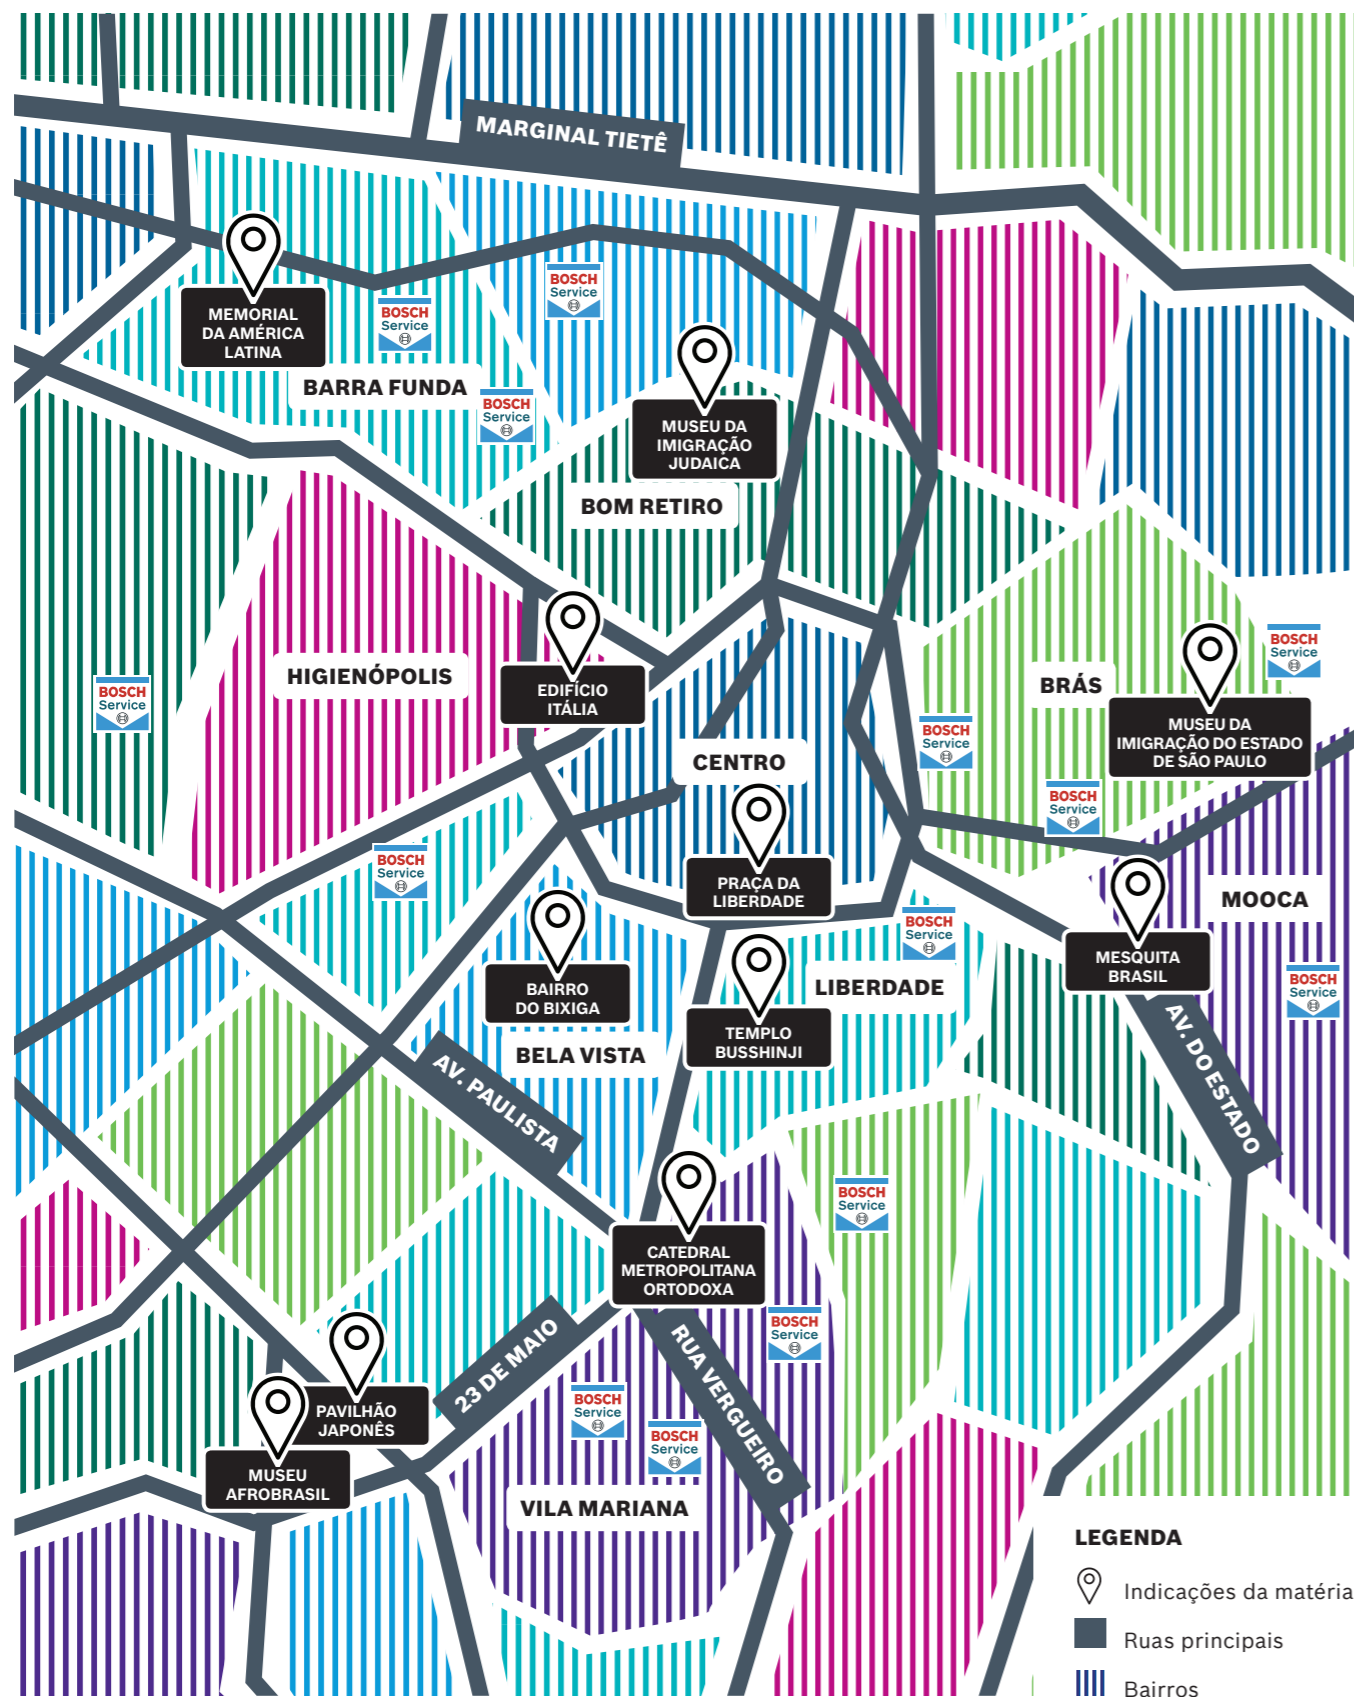 MARGINAL TIETÊ
MEMORIAL
DA AMÉRICA
LATINA
BOSCH
Service
BOSCH
Service
BARRA FUNDA
BOSCH
Service
MUSEU DA
IMIGRAÇÃO
JUDAICA
BOM RETIRO
HIGIENÓPOLIS
BOSCH
Service
EDIFÍCIO
ITÁLIA
BRÁS
BOSCH
Service
MUSEU DA
IMIGRAÇÃO DO ESTADO
DE SÃO PAULO
BOSCH
Service
CENTRO
BOSCH
Service
BOSCH
Service
PRAÇA DA
LIBERDADE
MOOCA
BOSCH
Service
MESQUITA
BRASIL
BOSCH
Service
BAIRRO
DO BIXIGA
LIBERDADE
TEMPLO
BUSSHINJI
BELA VISTA
AV. PAULISTA
AV. DO ESTADO
BOSCH
Service
CATEDRAL
METROPOLITANA
ORTODOXA
BOSCH
Service
23 DE MAIO
RUA VERGUEIRO
PAVILHÃO
JAPONÊS
BOSCH
Service
BOSCH
Service
MUSEU
AFROBRASIL
VILA MARIANA
LEGENDA
Indicações da matéria
Ruas principais
Bairros